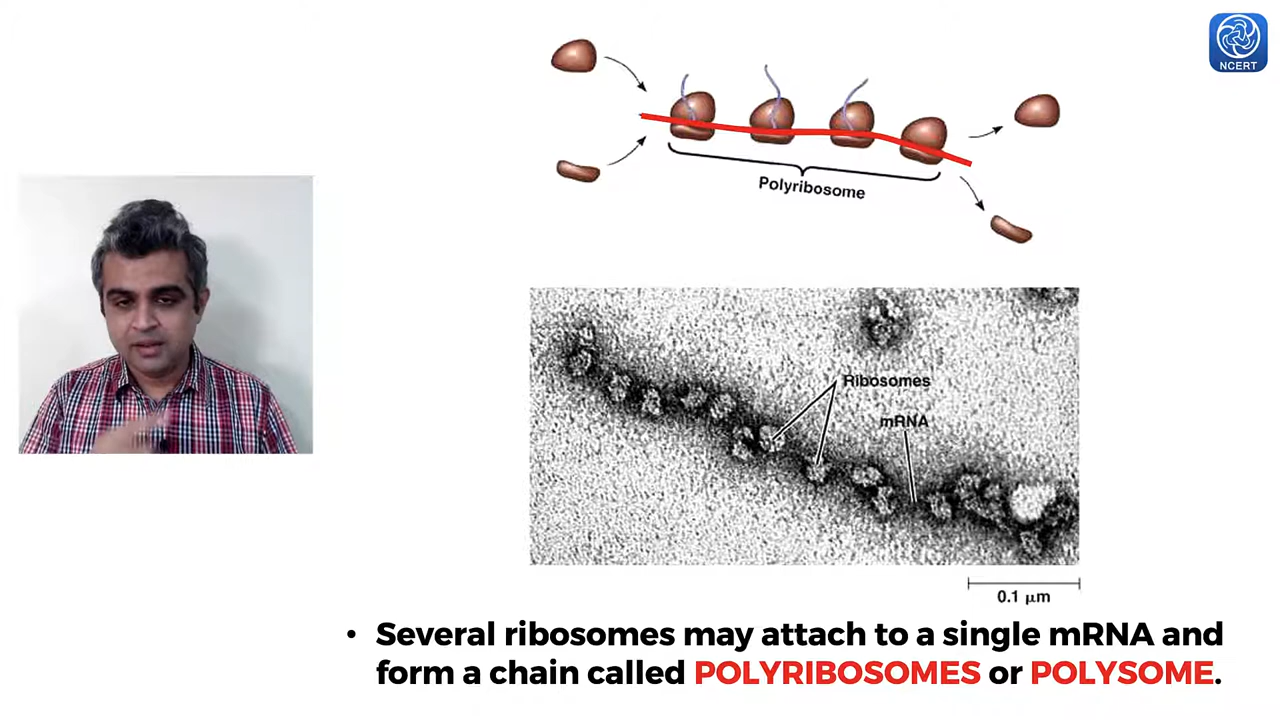 NCERT
Polyribosome
Ribosomes
mRNA
0.1 μm
• Several ribosomes may attach to a single mRNA and
form a chain called POLYRIBOSOMES or POLYSOME.